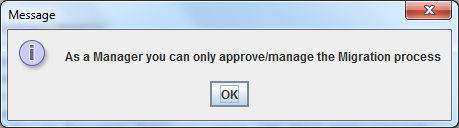 Message
As a Manager you can only approve/manage the Migration process
OK